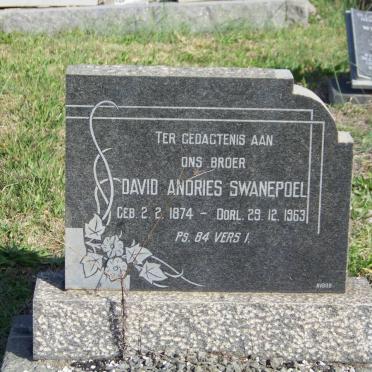 TER GEDAGTENIS AAN
ONS BROER
DAVID ANDRIES SWANEPOEL
GEB. 2. 2. 1874 - OORL. 29. 12. 1963
PS. 84 VERS 1.